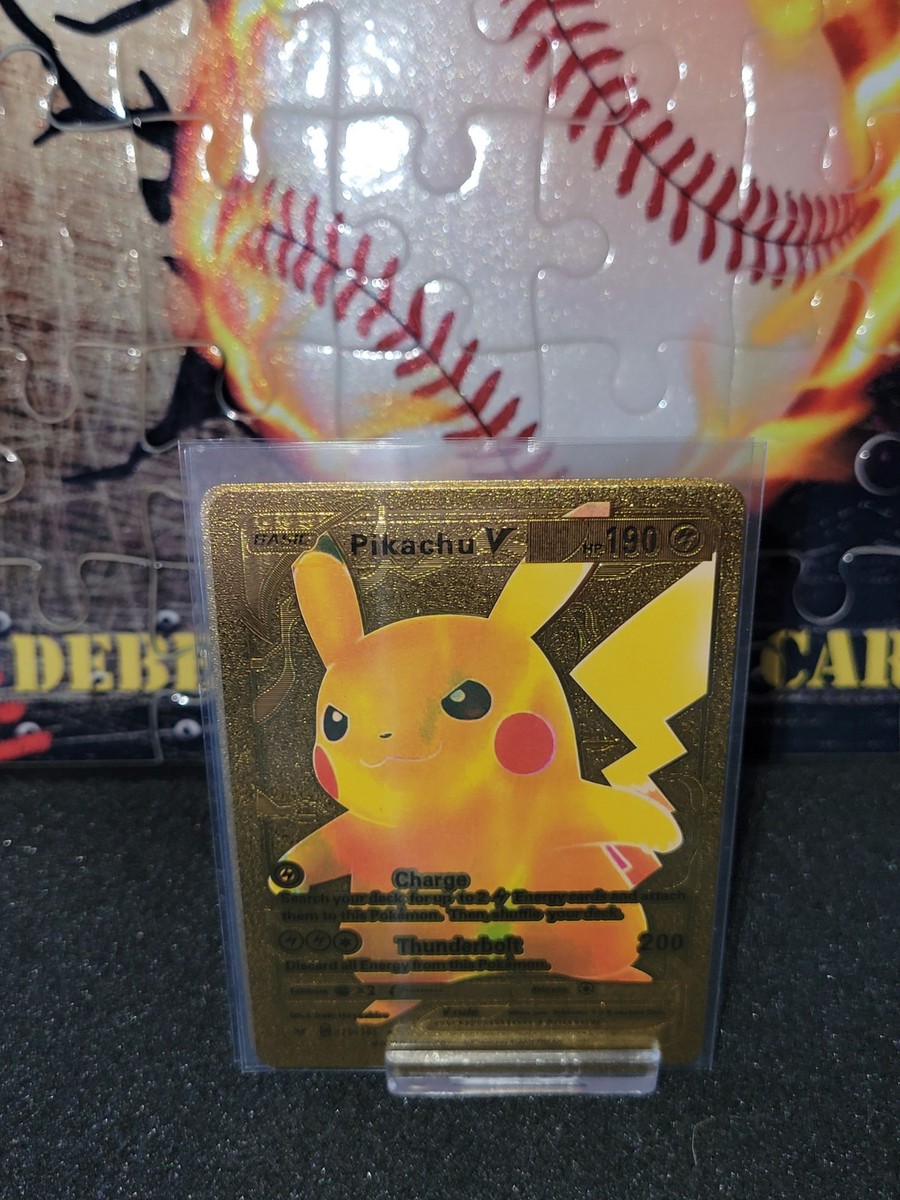 BASIC Pikachu V HP 190
DEB
CAR
Charge
Search your deck for up to 2 Energy cards and attach
them to this Pokémon. Then, shuffle your deck.
Thunderbolt 200
Discard all Energy from this Pokémon.
×2